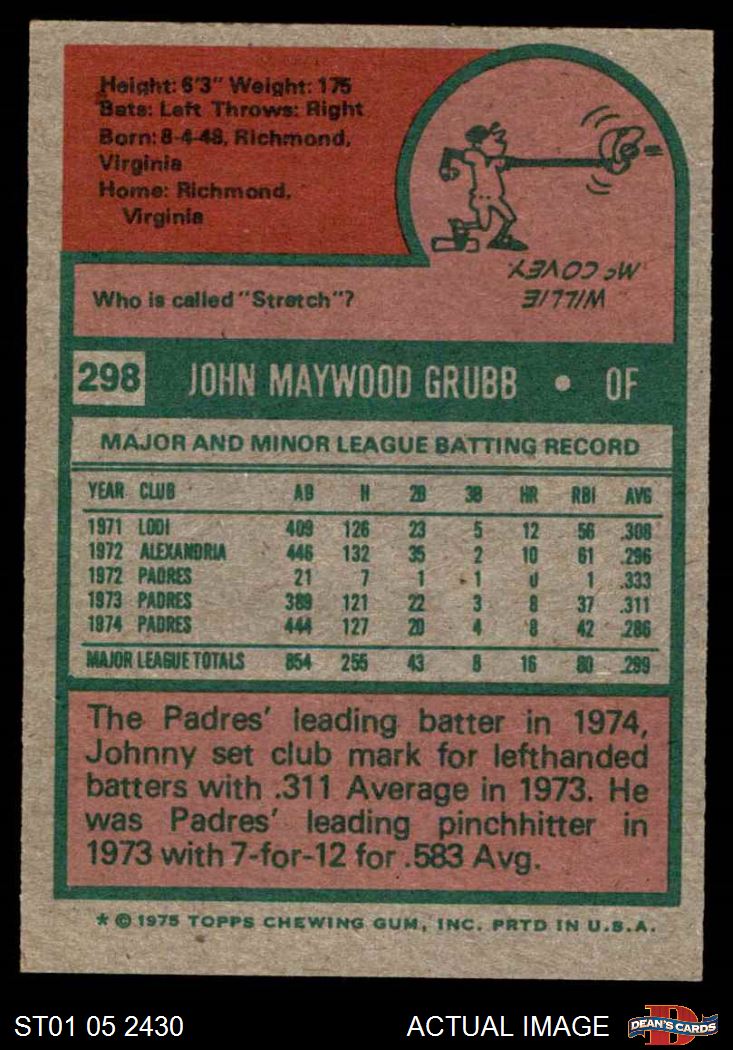 Height: 6'3" Weight: 175
Bats: Left Throws: Right
Born: 8-4-48, Richmond,
Virginia
Home: Richmond,
Virginia
Who is called "Stretch"?
WILLIE
McCOVEY
298 JOHN MAYWOOD GRUBB • OF
MAJOR AND MINOR LEAGUE BATTING RECORD
YEAR CLUB AB H 2B 3B HR RBI AVG
1971 LODI 409 126 23 5 12 56 .308
1972 ALEXANDRIA 446 132 35 2 10 61 .296
1972 PADRES 21 7 1 1 0 1 .333
1973 PADRES 389 121 22 3 8 37 .311
1974 PADRES 444 127 20 4 8 42 .286
MAJOR LEAGUE TOTALS 854 255 43 8 16 80 .299
The Padres' leading batter in 1974,
Johnny set club mark for lefthanded
batters with .311 Average in 1973. He
was Padres' leading pinchhitter in
1973 with 7-for-12 for .583 Avg.
* © 1975 TOPPS CHEWING GUM, INC. PRTD IN U.S.A.
ST01 05 2430 ACTUAL IMAGE D DEAN'S CARDS